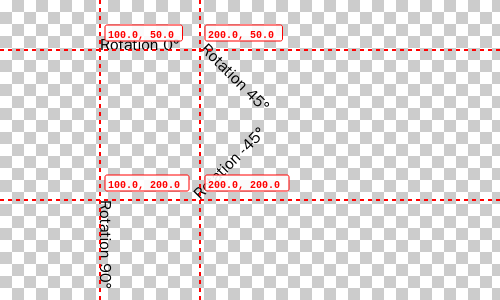 100.0, 50.0
200.0, 50.0
Rotation 0°
Rotation 45°
Rotation -45°
100.0, 200.0
200.0, 200.0
Rotation 90°